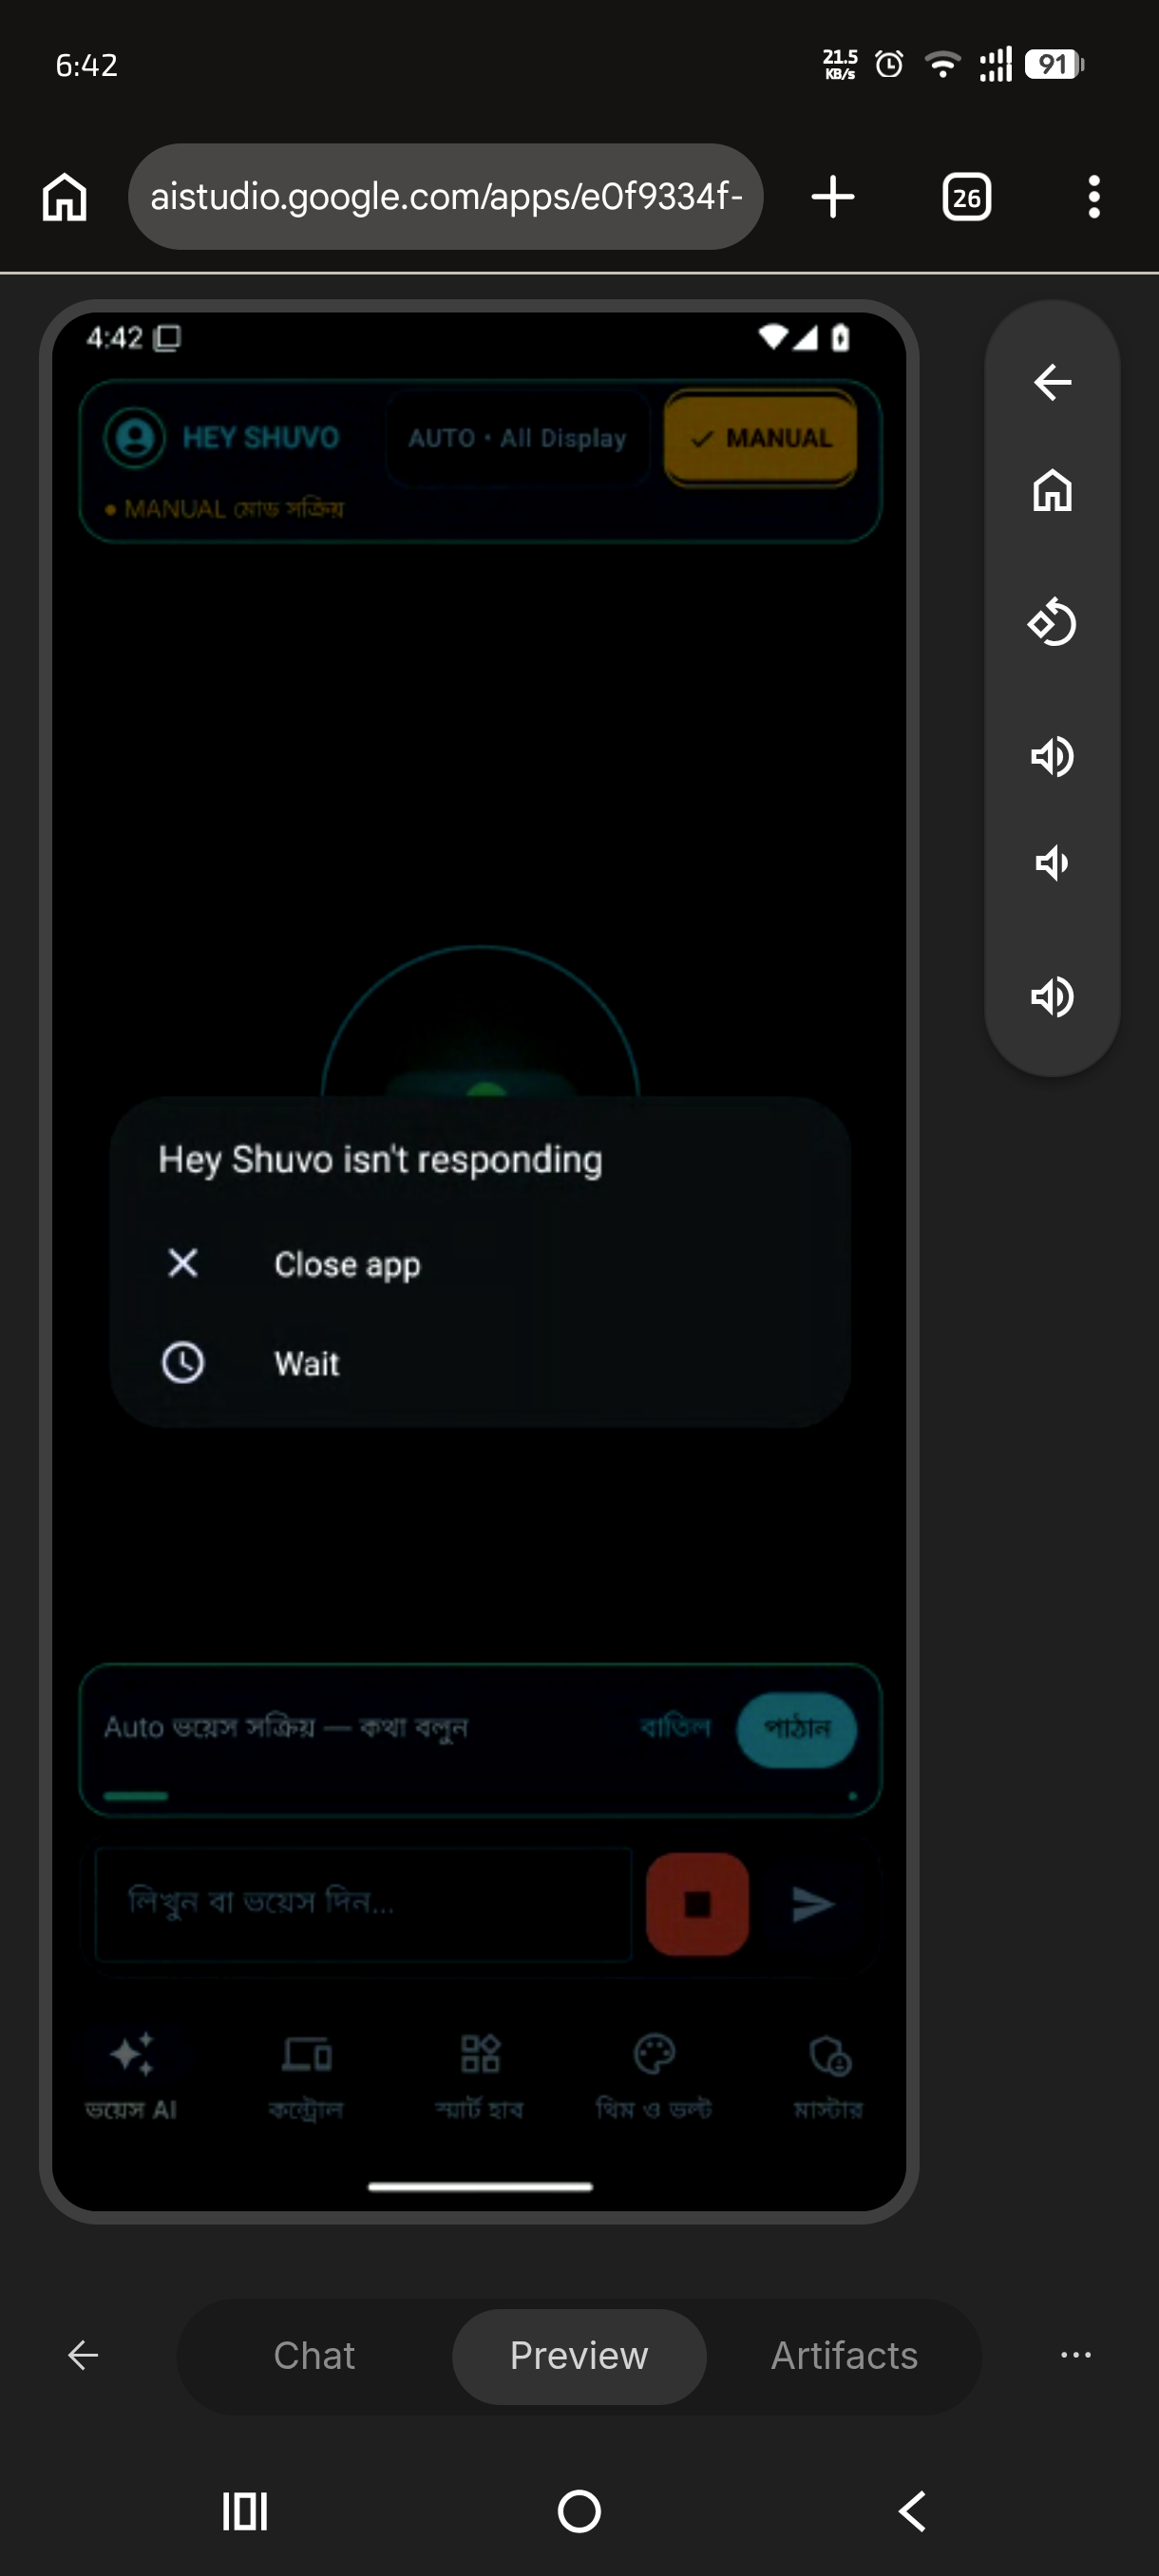 6:42
21.5
KB/s
91
aistudio.google.com/apps/e0f9334f-
26
4:42
HEY SHUVO
AUTO • All Display
✓ MANUAL
• MANUAL মোড সক্রিয়
Hey Shuvo isn't responding
Close app
Wait
Auto ভয়েস সক্রিয় — কথা বলুন
বাতিল
পাঠান
লিখুন বা ভয়েস দিন...
ভয়েস AI
কন্ট্রোল
স্মার্ট হাব
থিম ও ভল্ট
মাস্টার
Chat
Preview
Artifacts